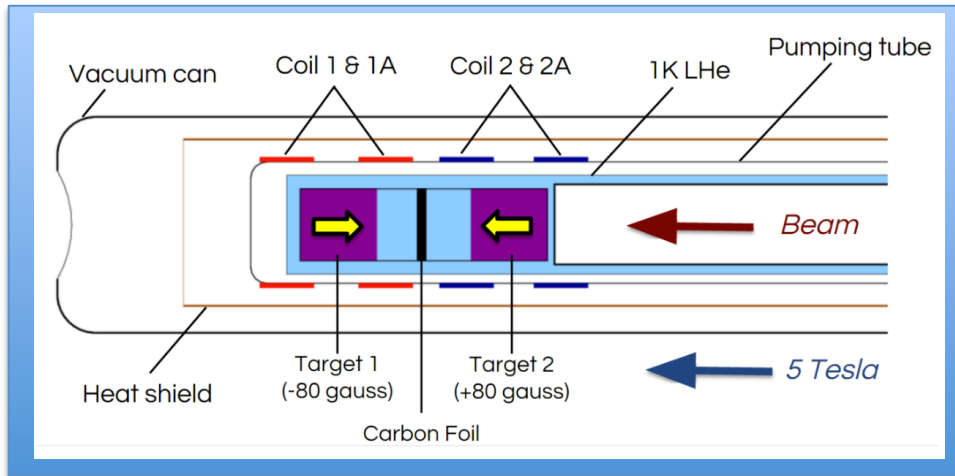 Pumping tube
Coil 1 & 1A
Coil 2 & 2A
1K LHe
Vacuum can
Beam
Target 1
(-80 gauss)
Target 2
(+80 gauss)
5 Tesla
Heat shield
Carbon Foil